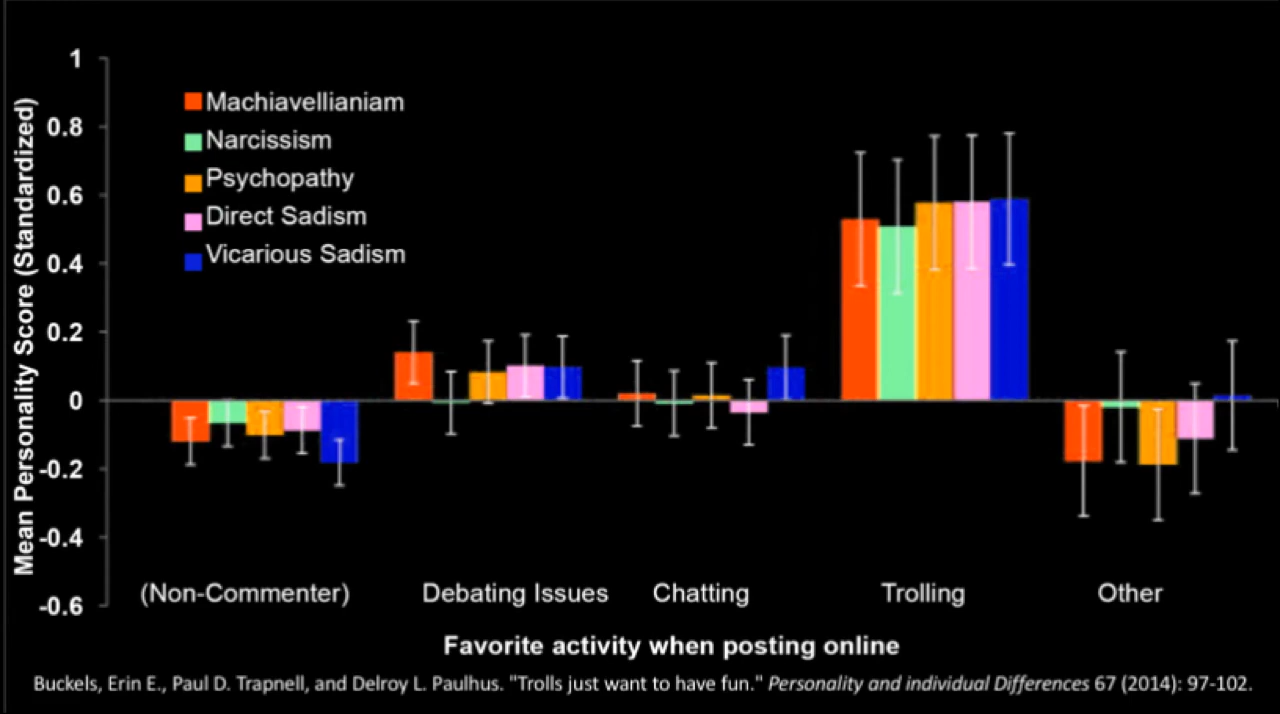 Mean Personality Score (Standardized)
1
0.8
0.6
0.4
0.2
0
-0.2
-0.4
-0.6
Machiavellianiam
Narcissism
Psychopathy
Direct Sadism
Vicarious Sadism
(Non-Commenter) Debating Issues Chatting Trolling Other
Favorite activity when posting online
Buckels, Erin E., Paul D. Trapnell, and Delroy L. Paulhus. "Trolls just want to have fun." Personality and individual Differences 67 (2014): 97-102.